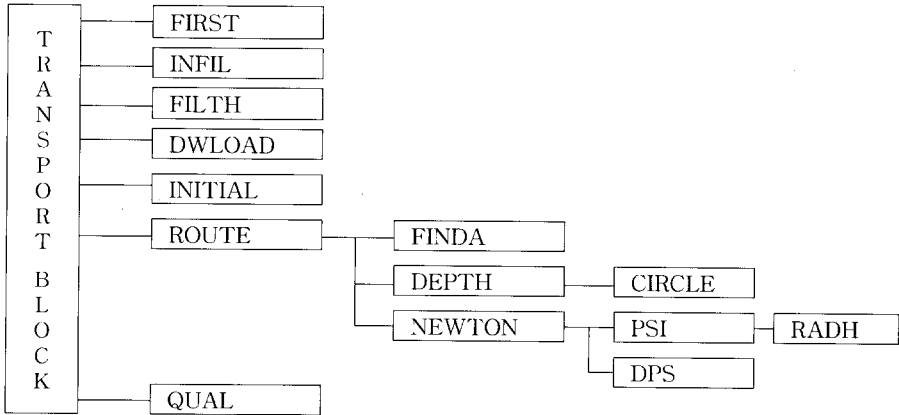 TRANSPORT BLOCK
FIRST
INFIL
FILTH
DWLOAD
INITIAL
ROUTE
FINDA
DEPTH
CIRCLE
NEWTON
PSI
RADH
DPS
QUAL